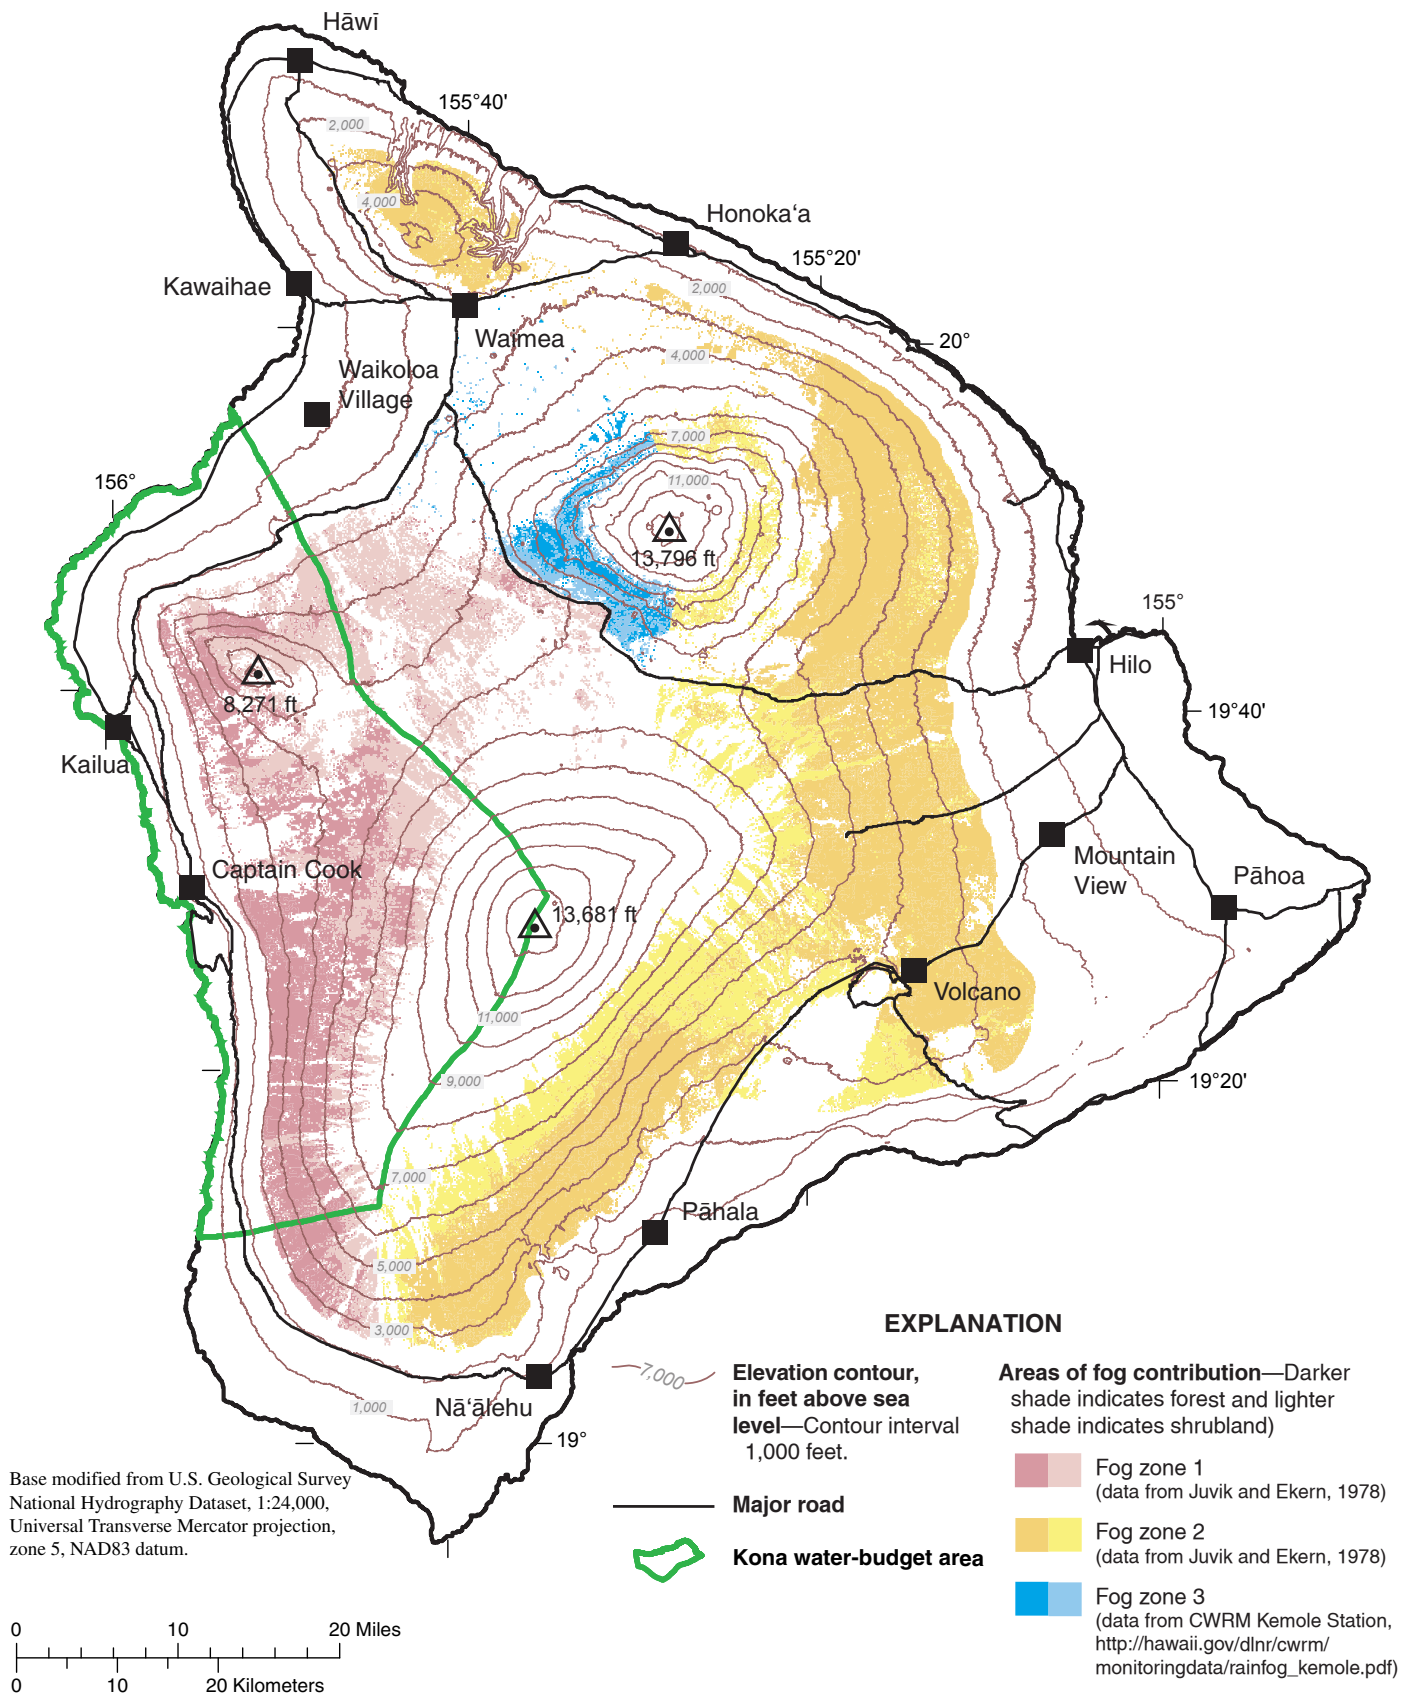 Hāwī
155°40'
2,000
4,000
Honoka‘a
155°20'
Kawaihae
2,000
Waimea
20°
4,000
Waikoloa
Village
7,000
156°
11,000
13,796 ft
155°
Hilo
8,271 ft
19°40'
Kailua
Captain Cook
Mountain
View
Pāhoa
13,681 ft
Volcano
11,000
9,000
19°20'
7,000
Pāhala
5,000
3,000
1,000
Nā‘ālehu
19°
EXPLANATION
7,000
Elevation contour,
in feet above sea
level—Contour interval
1,000 feet.
Major road
Kona water-budget area
Areas of fog contribution—Darker
shade indicates forest and lighter
shade indicates shrubland)
Fog zone 1
(data from Juvik and Ekern, 1978)
Fog zone 2
(data from Juvik and Ekern, 1978)
Fog zone 3
(data from CWRM Kemole Station,
http://hawaii.gov/dlnr/cwrm/
monitoringdata/rainfog_kemole.pdf)
Base modified from U.S. Geological Survey
National Hydrography Dataset, 1:24,000,
Universal Transverse Mercator projection,
zone 5, NAD83 datum.
0 10 20 Miles
0 10 20 Kilometers